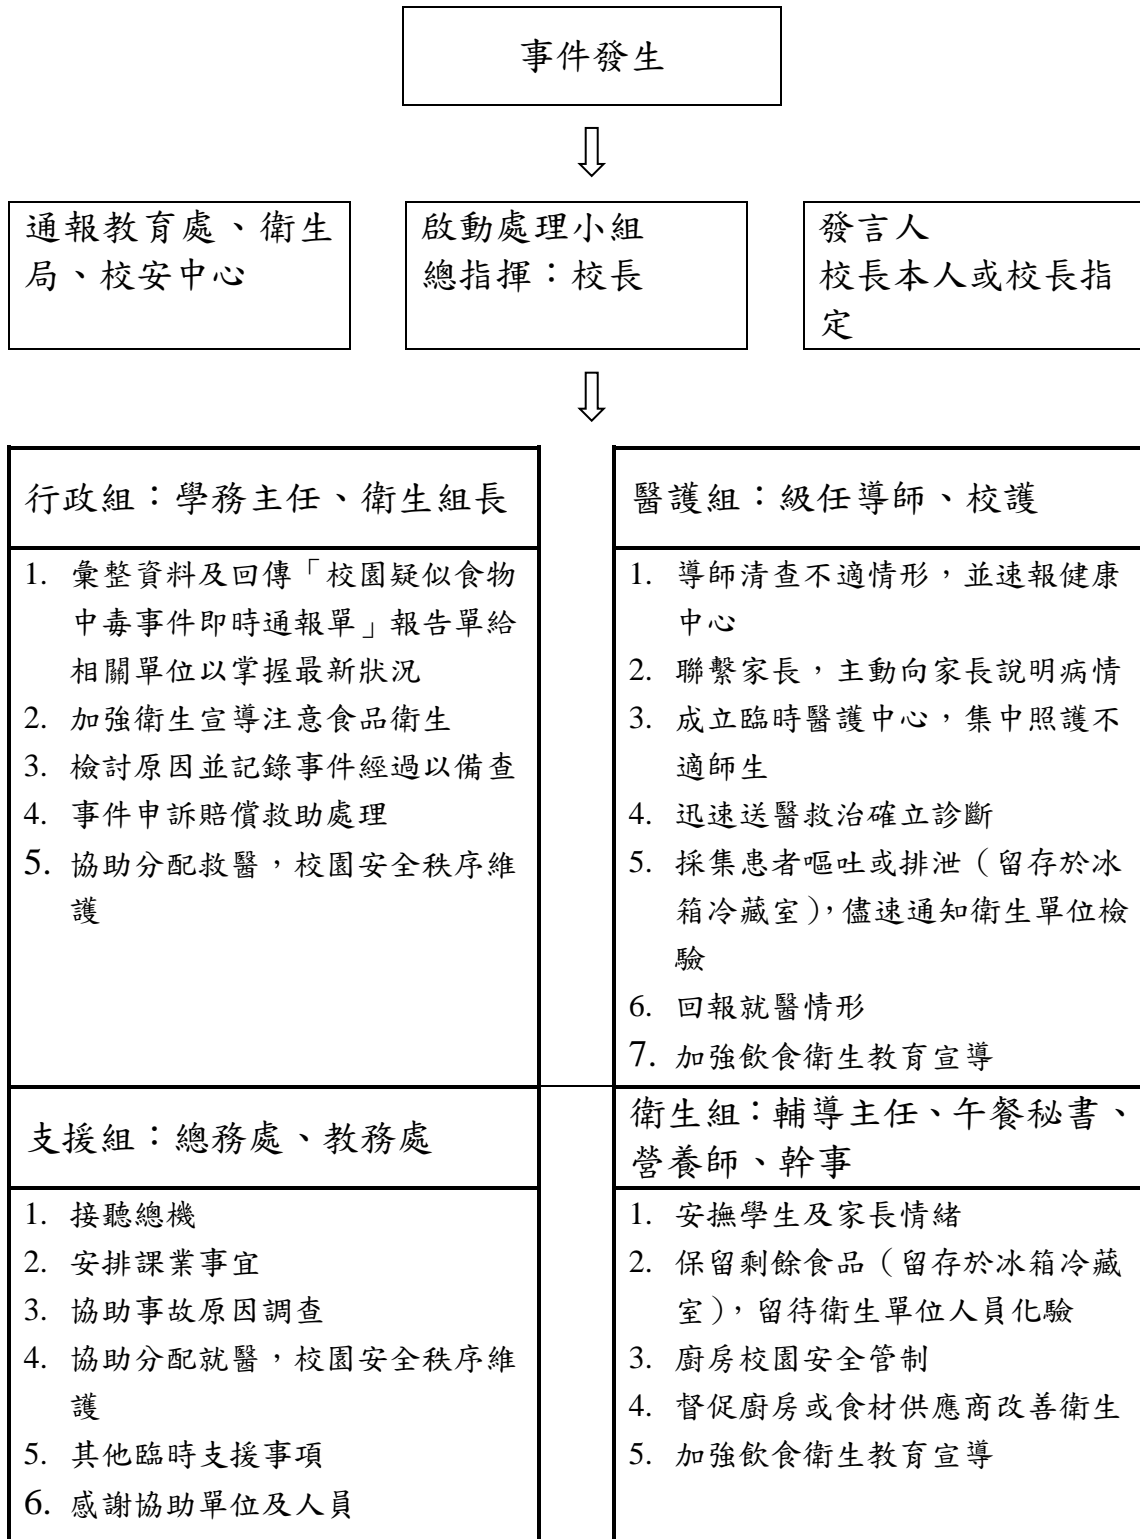 事件發生
通報教育處、衛生
局、校安中心
啟動處理小組
總指揮：校長
發言人
校長本人或校長指
定
行政組：學務主任、衛生組長
1. 彙整資料及回傳「校園疑似食物
中毒事件即時通報單」報告單給
相關單位以掌握最新狀況
2. 加強衛生宣導注意食品衛生
3. 檢討原因並記錄事件經過以備查
4. 事件申訴賠償救助處理
5. 協助分配救醫，校園安全秩序維
護
醫護組：級任導師、校護
1. 導師清查不適情形，並速報健康
中心
2. 聯繫家長，主動向家長說明病情
3. 成立臨時醫護中心，集中照護不
適師生
4. 迅速送醫救治確立診斷
5. 採集患者嘔吐或排泄（留存於冰
箱冷藏室），儘速通知衛生單位檢
驗
6. 回報就醫情形
7. 加強飲食衛生教育宣導
支援組：總務處、教務處
1. 接聽總機
2. 安排課業事宜
3. 協助事故原因調查
4. 協助分配就醫，校園安全秩序維
護
5. 其他臨時支援事項
6. 感謝協助單位及人員
衛生組：輔導主任、午餐秘書、
營養師、幹事
1. 安撫學生及家長情緒
2. 保留剩餘食品（留存於冰箱冷藏
室），留待衛生單位人員化驗
3. 廚房校園安全管制
4. 督促廚房或食材供應商改善衛生
5. 加強飲食衛生教育宣導